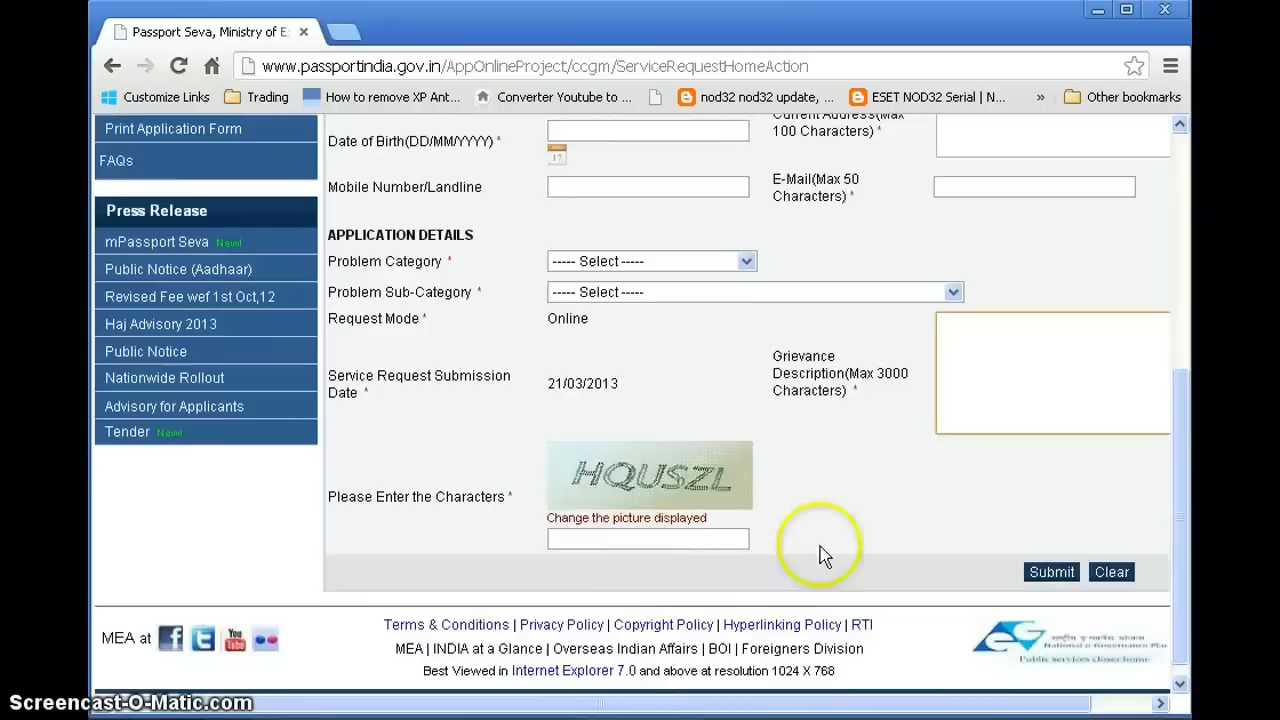 Passport Seva, Ministry of E
www.passportindia.gov.in/AppOnlineProject/ccgm/ServiceRequestHomeAction
Customize Links Trading How to remove XP Ant... Converter Youtube to ... nod32 nod32 update, ... ESET NOD32 Serial | N... » Other bookmarks
Print Application Form
FAQs
Press Release
mPassport Seva New!
Public Notice (Aadhaar)
Revised Fee wef 1st Oct,12
Haj Advisory 2013
Public Notice
Nationwide Rollout
Advisory for Applicants
Tender New!
Date of Birth(DD/MM/YYYY) *
17
Current Address(Max
100 Characters) *
Mobile Number/Landline
E-Mail(Max 50
Characters) *
APPLICATION DETAILS
Problem Category * ----- Select -----
Problem Sub-Category * ----- Select -----
Request Mode * Online
Service Request Submission
Date *
21/03/2013
Grievance
Description(Max 3000
Characters) *
Please Enter the Characters *
HQUSZL
Change the picture displayed
Submit Clear
MEA at
You Tube
Terms & Conditions | Privacy Policy | Copyright Policy | Hyperlinking Policy | RTI
MEA | INDIA at a Glance | Overseas Indian Affairs | BOI | Foreigners Division
Best Viewed in Internet Explorer 7.0 and above at resolution 1024 X 768
Public services closer home
Screencast-O-Matic.com